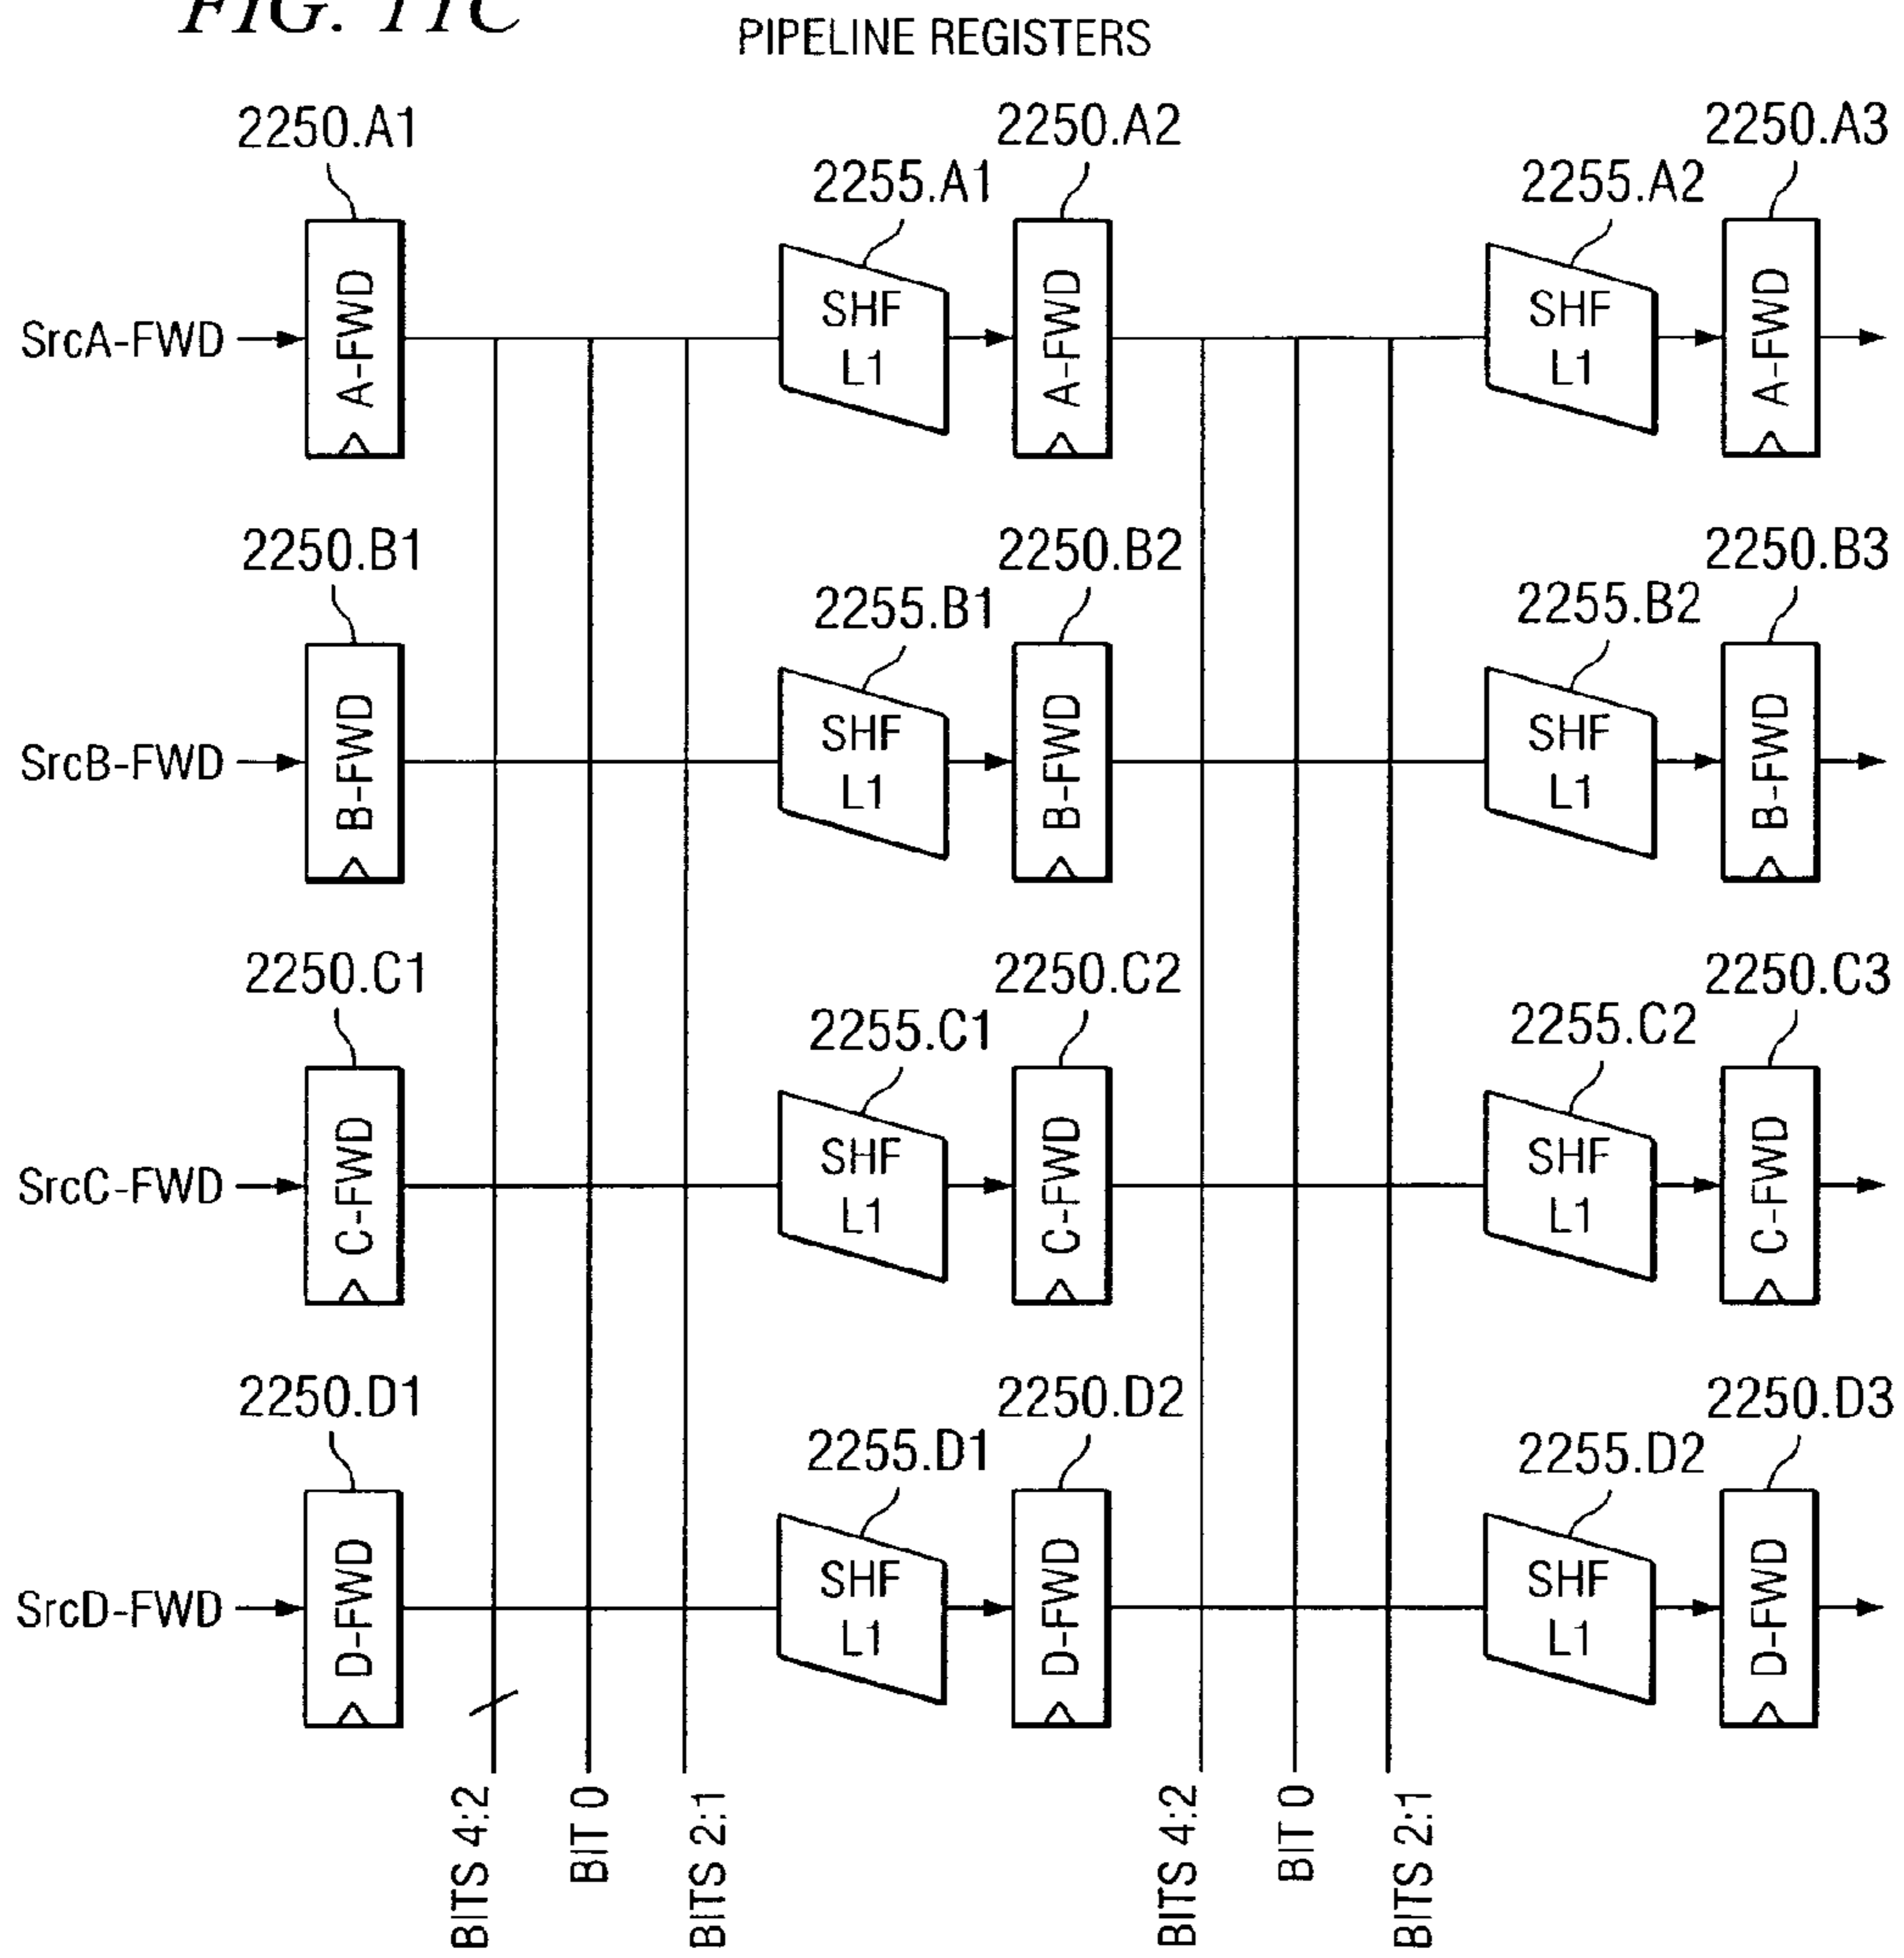 FIG. 11C
PIPELINE REGISTERS
2250.A1
2255.A1
2250.A2
2255.A2
2250.A3
SrcA-FWD
A-FWD
SHF
L1
A-FWD
SHF
L1
A-FWD
2250.B1
2255.B1
2250.B2
2255.B2
2250.B3
SrcB-FWD
B-FWD
SHF
L1
B-FWD
SHF
L1
B-FWD
2250.C1
2255.C1
2250.C2
2255.C2
2250.C3
SrcC-FWD
C-FWD
SHF
L1
C-FWD
SHF
L1
C-FWD
2250.D1
2255.D1
2250.D2
2255.D2
2250.D3
SrcD-FWD
D-FWD
SHF
L1
D-FWD
SHF
L1
D-FWD
BITS 4:2
BIT 0
BITS 2:1
BITS 4:2
BIT 0
BITS 2:1